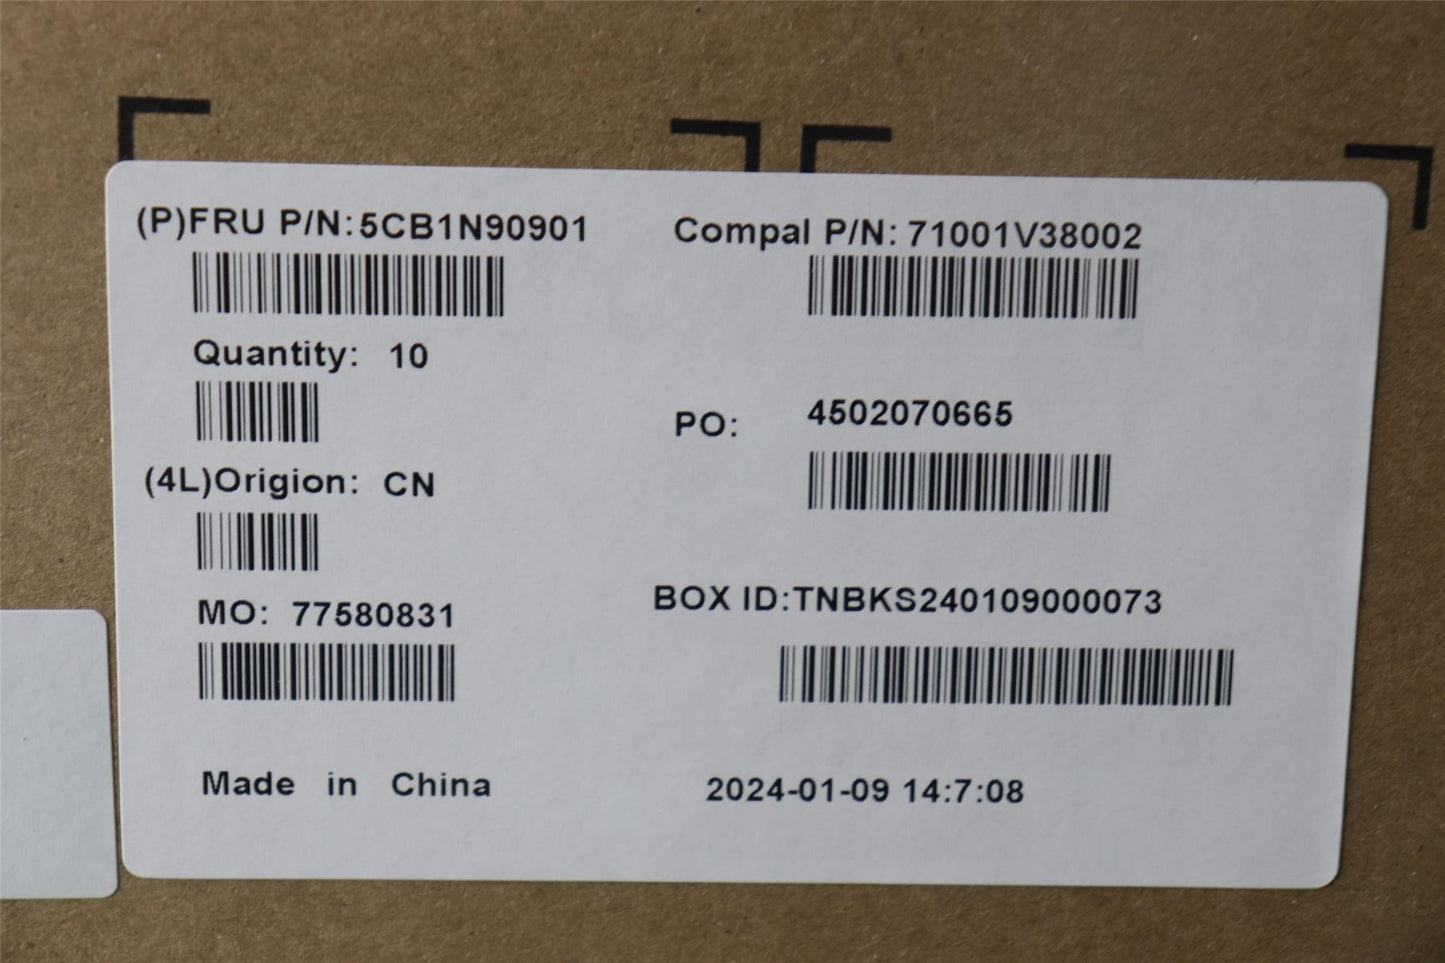 (P)FRU P/N:5CB1N90901
Compal P/N: 71001V38002
Quantity: 10
PO: 4502070665
(4L)Origion: CN
BOX ID:TNBKS240109000073
MO: 77580831
Made in China
2024-01-09 14:7:08